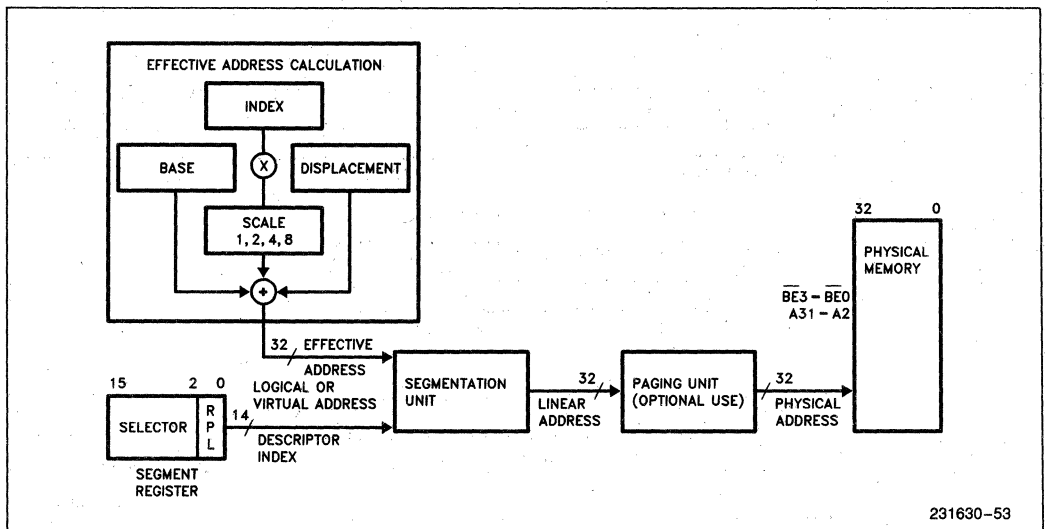 EFFECTIVE ADDRESS CALCULATION
INDEX
BASE
X
DISPLACEMENT
SCALE
1, 2, 4, 8
+
32
EFFECTIVE
ADDRESS
LOGICAL OR
VIRTUAL ADDRESS
15 2 0
SELECTOR
R
P
L
14
DESCRIPTOR
INDEX
SEGMENT
REGISTER
SEGMENTATION
UNIT
32
LINEAR
ADDRESS
PAGING UNIT
(OPTIONAL USE)
32
PHYSICAL
ADDRESS
32 0
PHYSICAL
MEMORY
B̅E̅3 – B̅E̅0
A31 – A2
231630–53